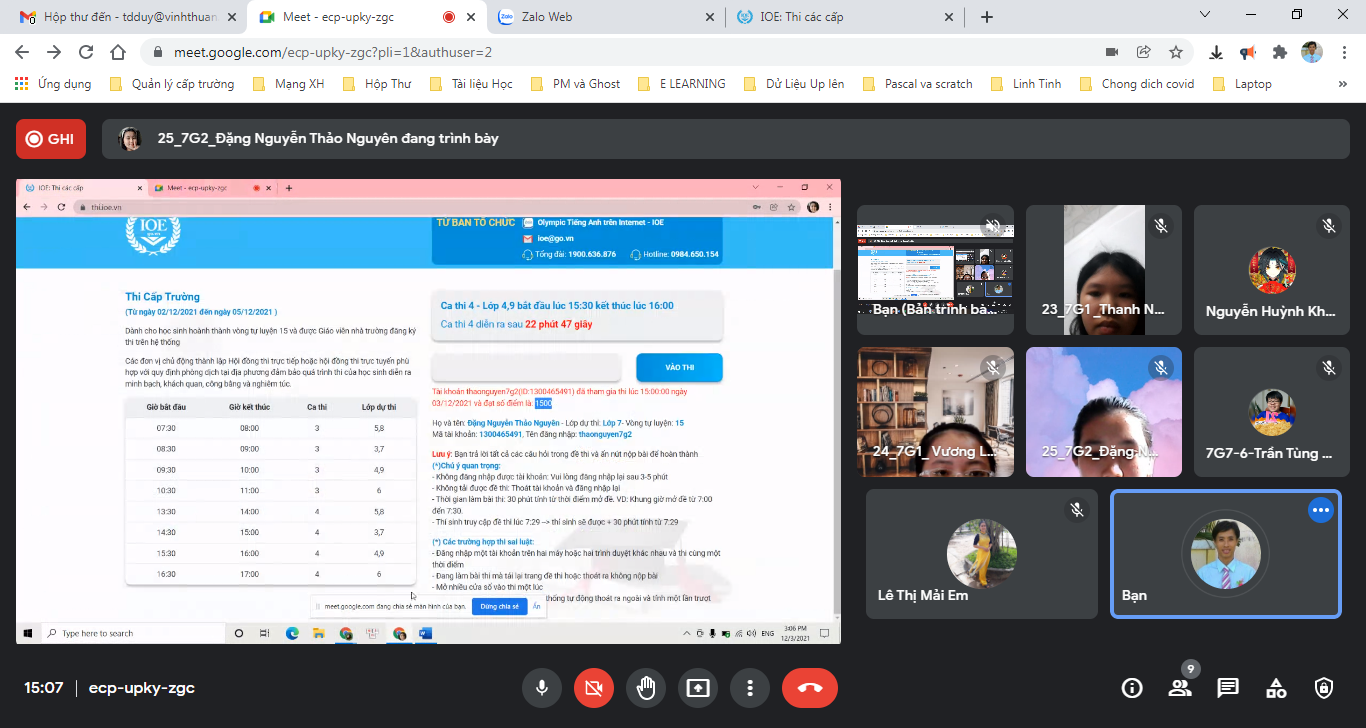 Hộp thư đến - tdduy@vinhthuan
Meet - ecp-upky-zgc
Zalo Web
IOE: Thi các cấp
meet.google.com/ecp-upky-zgc?pli=1&authuser=2
Ứng dụng
Quản lý cấp trường
Mạng XH
Hộp Thư
Tài liệu Học
PM và Ghost
E LEARNING
Dử Liệu Up lên
Pascal va scratch
Linh Tinh
Chong dich covid
Laptop
GHI
25_7G2_Đặng Nguyễn Thảo Nguyên đang trình bày
IOE: Thi các cấp
Meet - ecp-upky-zgc
thi.ioe.vn
IOE
TỪ BAN TỔ CHỨC
Olympic Tiếng Anh trên Internet - IOE
ioe@go.vn
Tổng đài: 1900.636.876
Hotline: 0984.650.154
Thi Cấp Trường
(Từ ngày 02/12/2021 đến ngày 05/12/2021 )
Dành cho học sinh hoành thành vòng tự luyện 15 và được Giáo viên nhà trường đăng ký
thi trên hệ thống
Các đơn vị chủ động thành lập Hội đồng thi trực tiếp hoặc hội đồng thi trực tuyến phù
hợp với quy định phòng dịch tại địa phương đảm bảo quá trình thi của học sinh diễn ra
minh bạch, khách quan, công bằng và nghiêm túc.
Giờ bắt đầu Giờ kết thúc Ca thi Lớp dự thi
07:30 08:00 3 5,8
08:30 09:00 3 3,7
09:30 10:00 3 4,9
10:30 11:00 3 6
13:30 14:00 4 5,8
14:30 15:00 4 3,7
15:30 16:00 4 4,9
16:30 17:00 4 6
Ca thi 4 - Lớp 4,9 bắt đầu lúc 15:30 kết thúc lúc 16:00
Ca thi 4 diễn ra sau 22 phút 47 giây
VÀO THI
Tài khoản thaonguyen7g2(ID:1300465491) đã tham gia thi lúc 15:00:00 ngày
03/12/2021 và đạt số điểm là: 1500
Họ và tên: Đặng Nguyễn Thảo Nguyên - Lớp dự thi: Lớp 7- Vòng tự luyện: 15
Mã tài khoản: 1300465491, Tên đăng nhập: thaonguyen7g2
Lưu ý: Bạn trả lời tất cả các câu hỏi trong đề thi và ấn nút nộp bài để hoàn thành
(*)Chú ý quan trọng:
- Không đăng nhập được tài khoản: Vui lòng đăng nhập lại sau 3-5 phút
- Không tải được đề thi: Thoát tài khoản và đăng nhập lại
- Thời gian làm bài thi: 30 phút tính từ thời điểm mở đề. VD: Khung giờ mở đề từ 7:00
đến 7:30.
- Thí sinh truy cập đề thi lúc 7:29 --> thí sinh sẽ được + 30 phút tính từ 7:29
(*) Các trường hợp thi sai luật:
- Đăng nhập một tài khoản trên hai máy hoặc hai trình duyệt khác nhau và thi cùng một
thời điểm
- Đang làm bài thi mà tải lại trang đề thi hoặc thoát ra không nộp bài
- Mở nhiều cửa sổ vào thi một lúc
thống tự động thoát ra ngoài và tính một lần trượt
meet.google.com đang chia sẻ màn hình của bạn.
Dừng chia sẻ
Ẩn
Type here to search
ENG
3:06 PM
12/3/2021
Bạn (Bản trình bà...
23_7G1_Thanh N...
Nguyễn Huỳnh Kh...
24_7G1_ Vương L...
25_7G2_Đặng N...
7G7-6-Trần Tùng ...
Lê Thị Mải Em
Bạn
15:07
ecp-upky-zgc
9